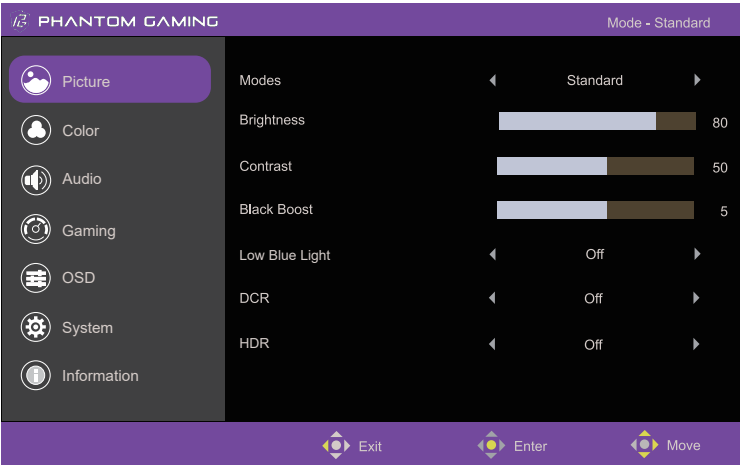 PHANTOM GAMING
Mode - Standard
Picture
Color
Audio
Gaming
OSD
System
Information
Modes Standard
Brightness 80
Contrast 50
Black Boost 5
Low Blue Light Off
DCR Off
HDR Off
Exit Enter Move